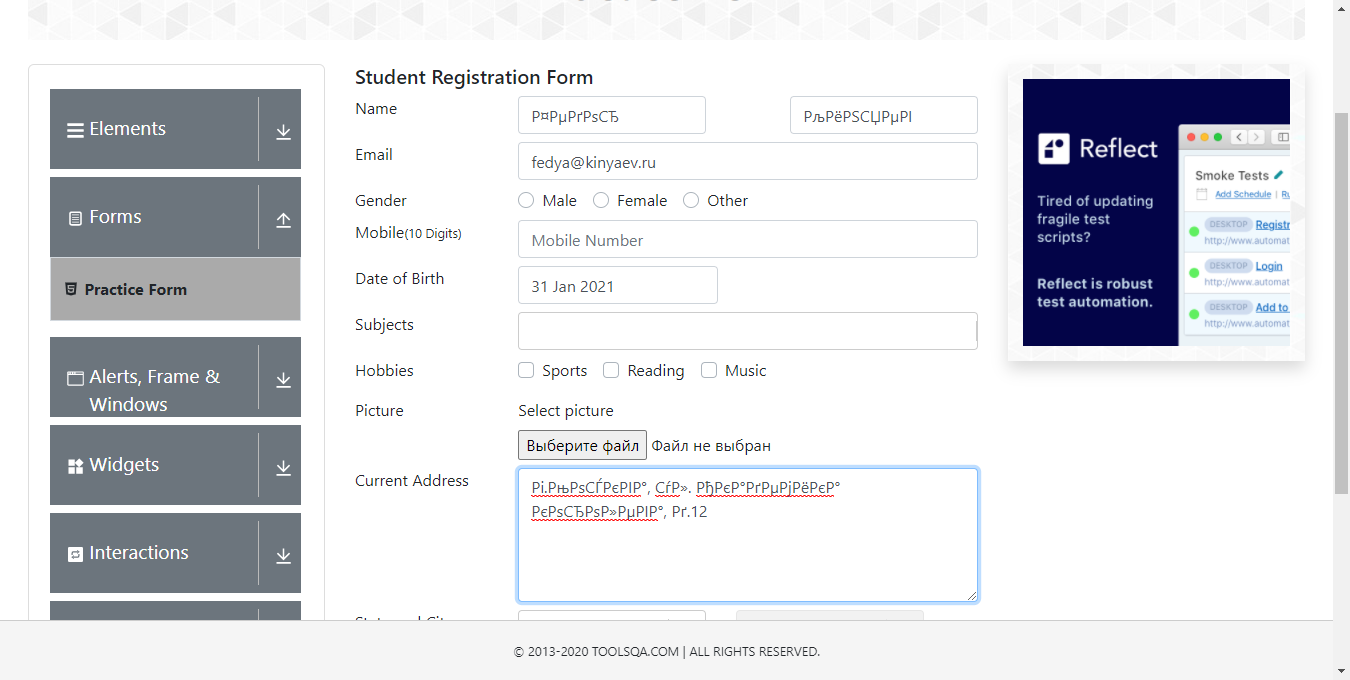 Student Registration Form
Elements
Forms
Practice Form
Alerts, Frame &
Windows
Widgets
Interactions
Name
Р¤РµРґРѕСЂ
РљРёРЅСЏРµРІ
Email
fedya@kinyaev.ru
Gender
Male Female Other
Mobile(10 Digits)
Mobile Number
Date of Birth
31 Jan 2021
Subjects
Hobbies
Sports Reading Music
Picture
Select picture
Выберите файл Файл не выбран
Current Address
Рі.РњРѕСЃРєРІР°, СѓР». РђРєР°РґРµРјРёРєР°
РєРѕСЂРѕР»РµРІР°, Рґ.12
Reflect
Tired of updating
fragile test
scripts?
Reflect is robust
test automation.
Smoke Tests
Add Schedule |
DESKTOP Registr
http://www.automat
DESKTOP Login
http://www.automat
DESKTOP Add to
http://www.automat
© 2013-2020 TOOLSQA.COM | ALL RIGHTS RESERVED.